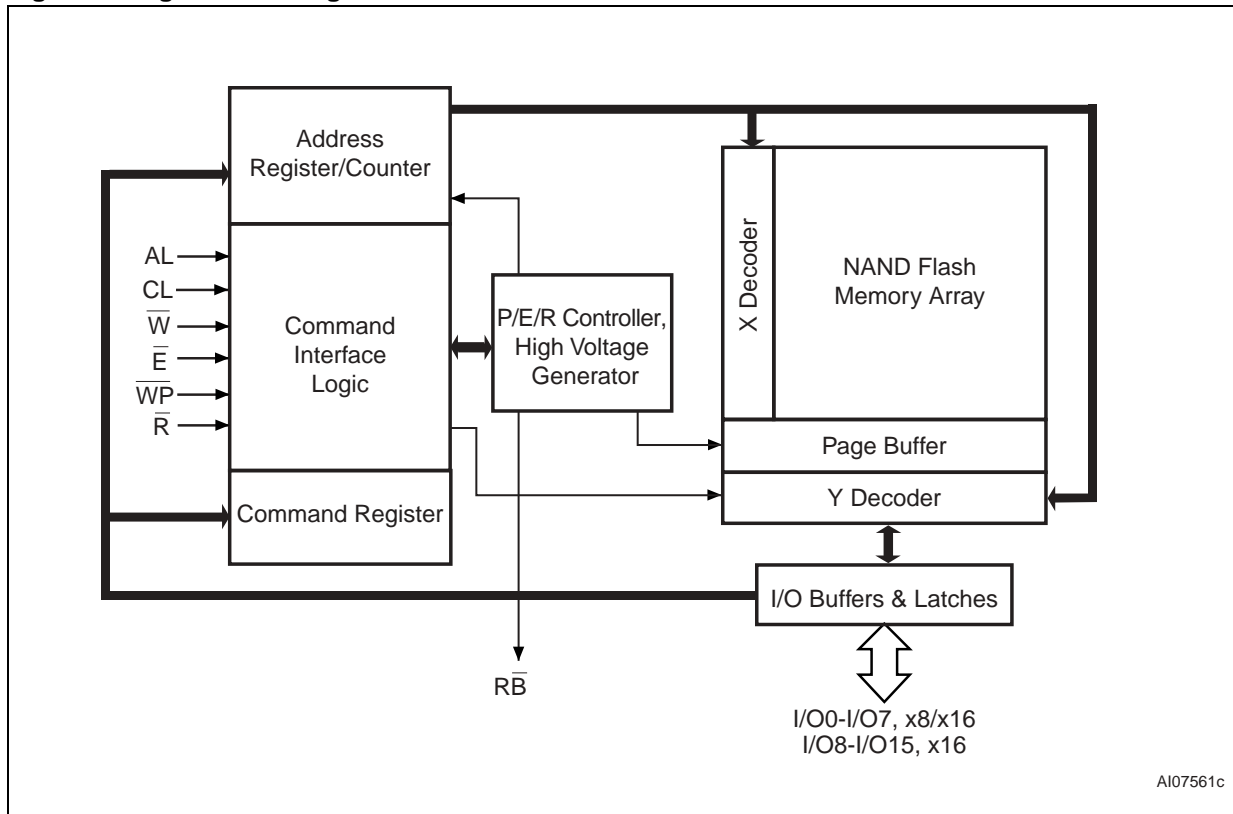 Address
Register/Counter
AL
CL
W̅
E̅
W̅P̅
R̅
Command
Interface
Logic
Command Register
P/E/R Controller,
High Voltage
Generator
RB̅
X Decoder
NAND Flash
Memory Array
Page Buffer
Y Decoder
I/O Buffers & Latches
I/O0-I/O7, x8/x16
I/O8-I/O15, x16
AI07561c